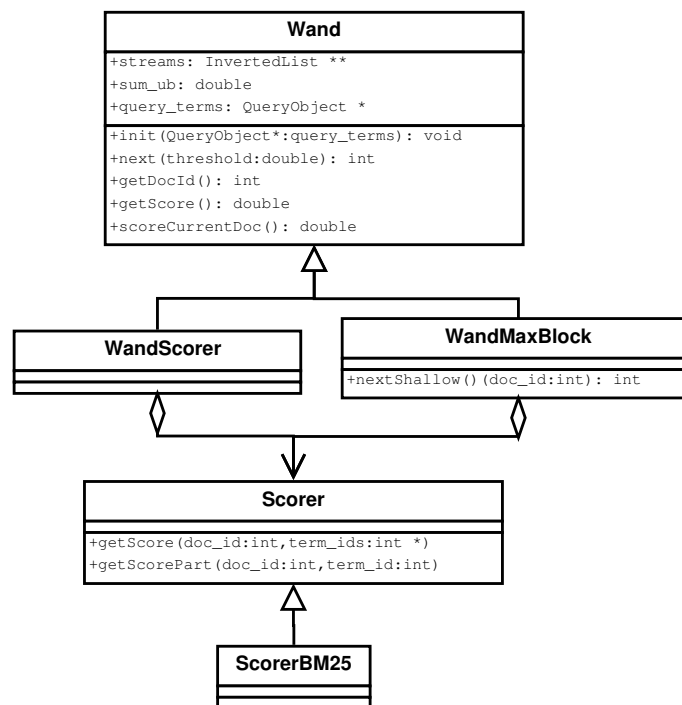 Wand
+streams: InvertedList **
+sum_ub: double
+query_terms: QueryObject *
+init(QueryObject*:query_terms): void
+next(threshold:double): int
+getDocId(): int
+getScore(): double
+scoreCurrentDoc(): double
WandScorer
WandMaxBlock
+nextShallow()(doc_id:int): int
Scorer
+getScore(doc_id:int,term_ids:int *)
+getScorePart(doc_id:int,term_id:int)
ScorerBM25